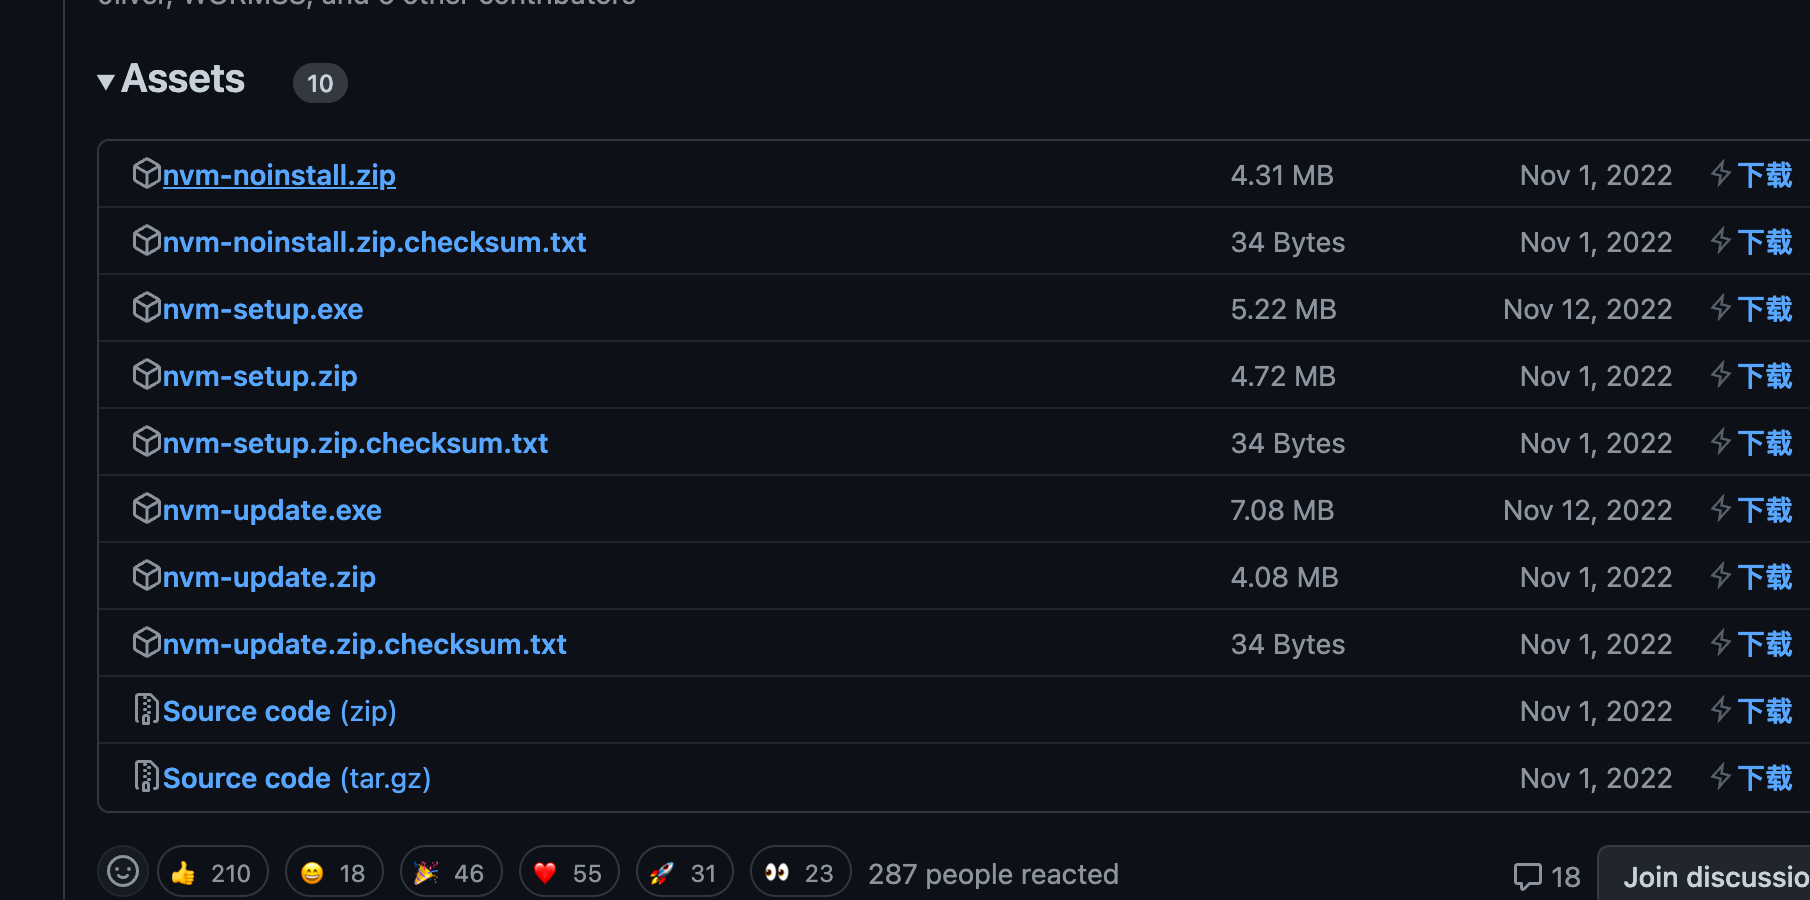 oliver, WORMSS, and 6 other contributors
Assets 10
nvm-noinstall.zip 4.31 MB Nov 1, 2022 下载
nvm-noinstall.zip.checksum.txt 34 Bytes Nov 1, 2022 下载
nvm-setup.exe 5.22 MB Nov 12, 2022 下载
nvm-setup.zip 4.72 MB Nov 1, 2022 下载
nvm-setup.zip.checksum.txt 34 Bytes Nov 1, 2022 下载
nvm-update.exe 7.08 MB Nov 12, 2022 下载
nvm-update.zip 4.08 MB Nov 1, 2022 下载
nvm-update.zip.checksum.txt 34 Bytes Nov 1, 2022 下载
Source code (zip) Nov 1, 2022 下载
Source code (tar.gz) Nov 1, 2022 下载
👍 210 😄 18 🎉 46 ❤️ 55 🚀 31 👀 23 287 people reacted 18 Join discussio